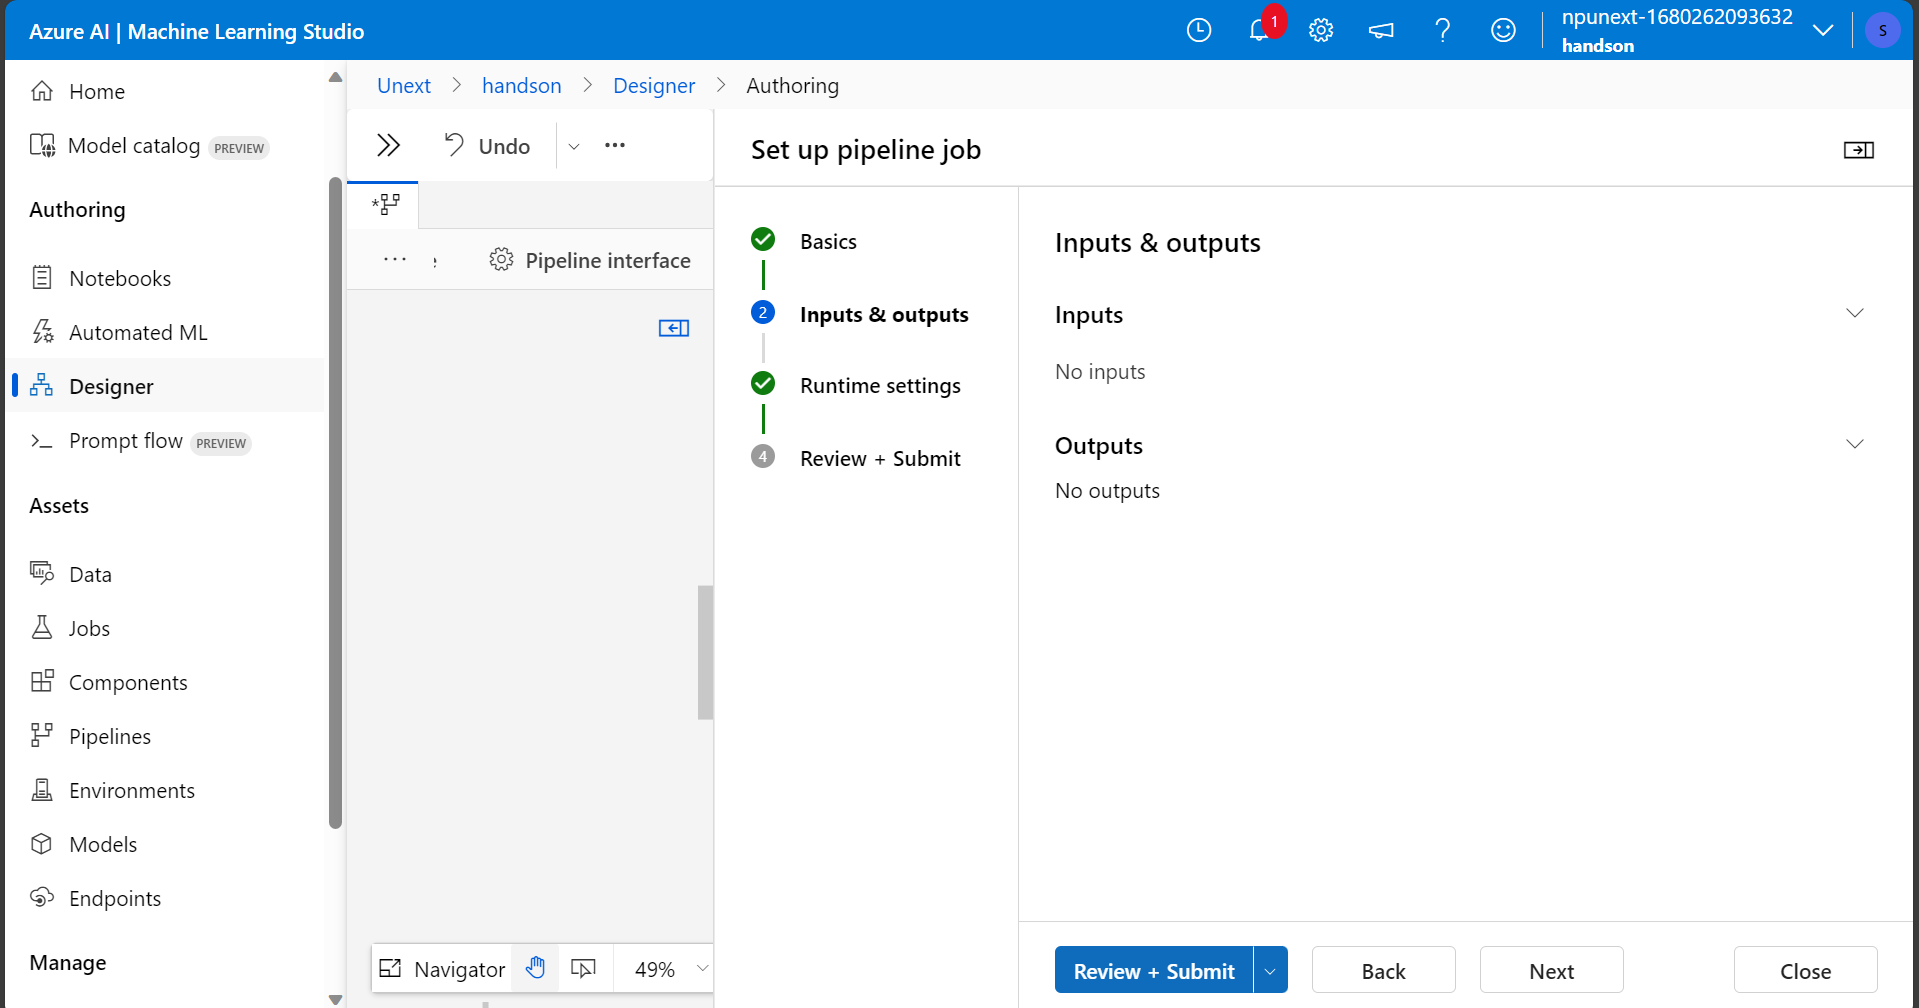 Azure AI | Machine Learning Studio
1
npunext-1680262093632
handson
S
Home
Model catalog PREVIEW
Authoring
Notebooks
Automated ML
Designer
Prompt flow PREVIEW
Assets
Data
Jobs
Components
Pipelines
Environments
Models
Endpoints
Manage
Unext > handson > Designer > Authoring
Undo
Pipeline interface
Navigator
49%
Set up pipeline job
Basics
2 Inputs & outputs
Runtime settings
4 Review + Submit
Inputs & outputs
Inputs
No inputs
Outputs
No outputs
Review + Submit
Back
Next
Close